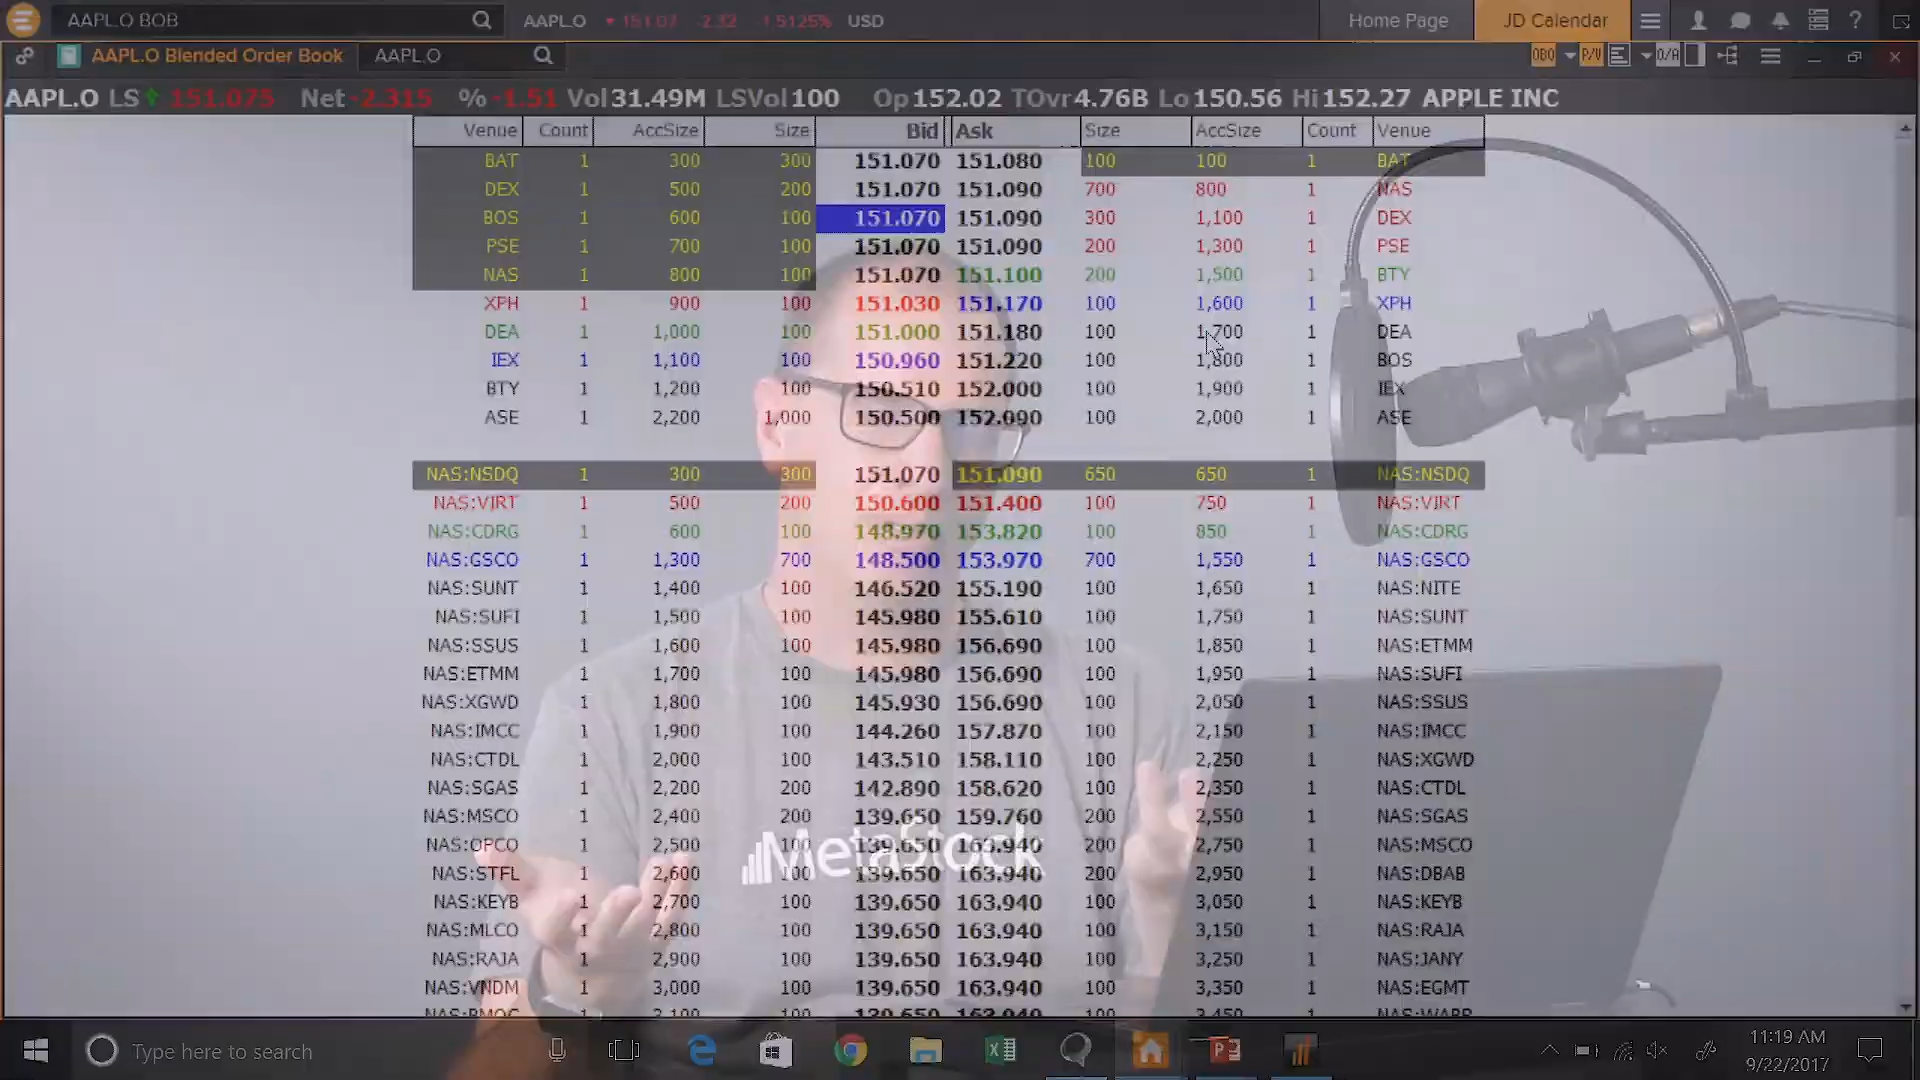 AAPL.O BOB AAPL.O 151.07 -2.32 -1.5125% USD Home Page JD Calendar
AAPL.O Blended Order Book AAPL.O OBO P/U O/A
AAPL.O LS 151.075 Net -2.315 % -1.51 Vol 31.49M LSVol 100 Op 152.02 TOvr 4.76B Lo 150.56 Hi 152.27 APPLE INC
Venue Count AccSize Size Bid Ask Size AccSize Count Venue
BAT 1 300 300 151.070 151.080 100 100 1 BAT
DEX 1 500 200 151.070 151.090 700 800 1 NAS
BOS 1 600 100 151.070 151.090 300 1,100 1 DEX
PSE 1 700 100 151.070 151.090 200 1,300 1 PSE
NAS 1 800 100 151.070 151.100 200 1,500 1 BTY
XPH 1 900 100 151.030 151.170 100 1,600 1 XPH
DEA 1 1,000 100 151.000 151.180 100 1,700 1 DEA
IEX 1 1,100 100 150.960 151.220 100 1,800 1 BOS
BTY 1 1,200 100 150.510 152.000 100 1,900 1 IEX
ASE 1 2,200 1,000 150.500 152.090 100 2,000 1 ASE
NAS:NSDQ 1 300 300 151.070 151.090 650 650 1 NAS:NSDQ
NAS:VIRT 1 500 200 150.600 151.400 100 750 1 NAS:VIRT
NAS:CDRG 1 600 100 148.970 153.820 100 850 1 NAS:CDRG
NAS:GSCO 1 1,300 700 148.500 153.970 700 1,550 1 NAS:GSCO
NAS:SUNT 1 1,400 100 146.520 155.190 100 1,650 1 NAS:NITE
NAS:SUFI 1 1,500 100 145.980 155.610 100 1,750 1 NAS:SUNT
NAS:SSUS 1 1,600 100 145.980 156.690 100 1,850 1 NAS:ETMM
NAS:ETMM 1 1,700 100 145.980 156.690 100 1,950 1 NAS:SUFI
NAS:XGWD 1 1,800 100 145.930 156.690 100 2,050 1 NAS:SSUS
NAS:IMCC 1 1,900 100 144.260 157.870 100 2,150 1 NAS:IMCC
NAS:CTDL 1 2,000 100 143.510 158.110 100 2,250 1 NAS:XGWD
NAS:SGAS 1 2,200 200 142.890 158.620 100 2,350 1 NAS:CTDL
NAS:MSCO 1 2,400 200 139.650 159.760 200 2,550 1 NAS:SGAS
NAS:OPCO 1 2,500 100 139.650 163.940 200 2,750 1 NAS:MSCO
MetaStock
NAS:STFL 1 2,600 100 139.650 163.940 200 2,950 1 NAS:DBAB
NAS:KEYB 1 2,700 100 139.650 163.940 100 3,050 1 NAS:KEYB
NAS:MLCO 1 2,800 100 139.650 163.940 100 3,150 1 NAS:RAJA
NAS:RAJA 1 2,900 100 139.650 163.940 100 3,250 1 NAS:JANY
NAS:VNDM 1 3,000 100 139.650 163.940 100 3,350 1 NAS:EGMT
Type here to search 11:19 AM
9/22/2017